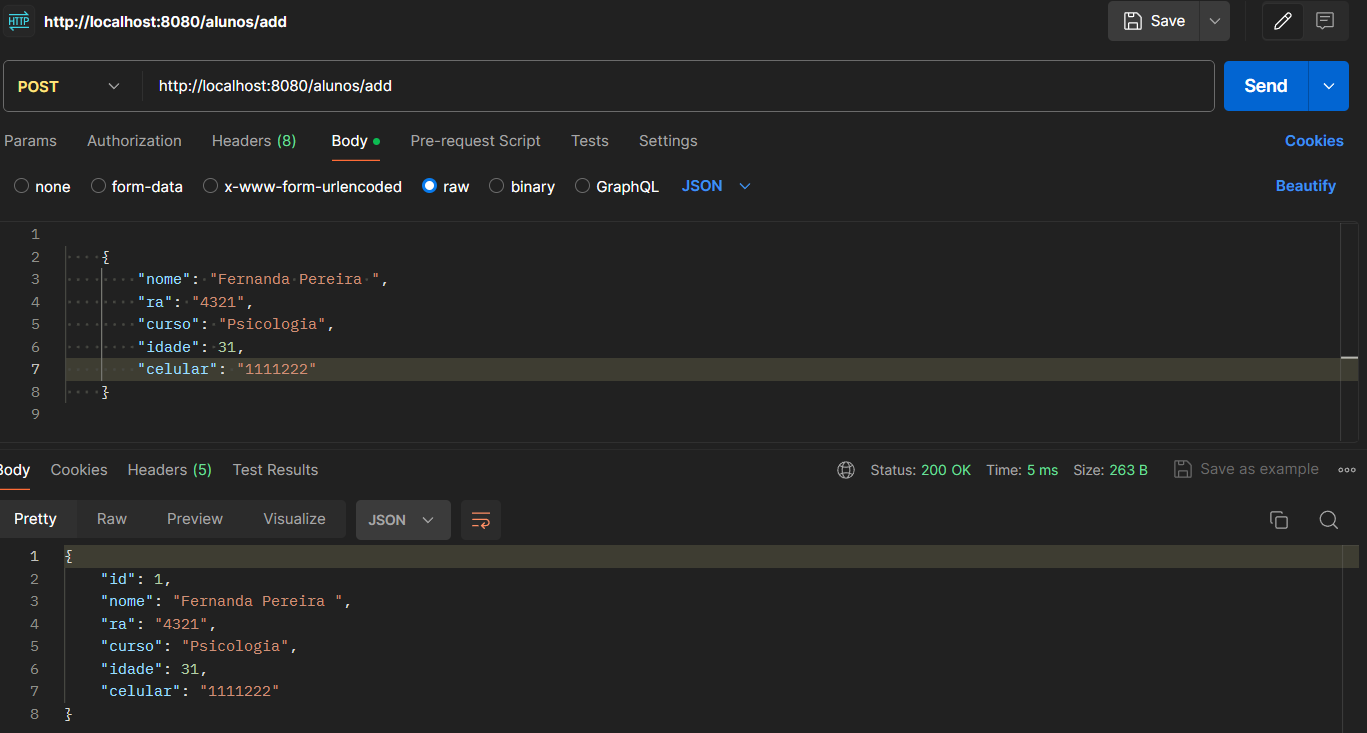 HTTP http://localhost:8080/alunos/add Save
POST http://localhost:8080/alunos/add Send
Params Authorization Headers (8) Body Pre-request Script Tests Settings Cookies
none form-data x-www-form-urlencoded raw binary GraphQL JSON Beautify
1
2 {
3 "nome": "Fernanda Pereira ",
4 "ra": "4321",
5 "curso": "Psicologia",
6 "idade": 31,
7 "celular": "1111222"
8 }
9
Body Cookies Headers (5) Test Results Status: 200 OK Time: 5 ms Size: 263 B Save as example
Pretty Raw Preview Visualize JSON
1 {
2 "id": 1,
3 "nome": "Fernanda Pereira ",
4 "ra": "4321",
5 "curso": "Psicologia",
6 "idade": 31,
7 "celular": "1111222"
8 }